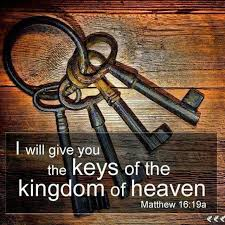 I will give you
the keys of the
kingdom of heaven
Matthew 16:19a